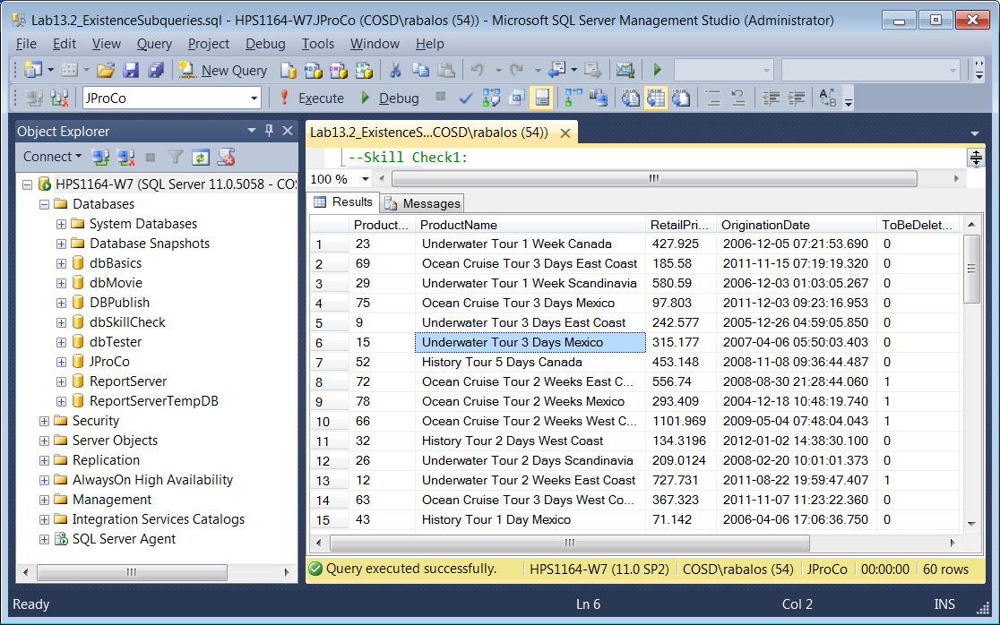 Lab13.2_ExistenceSubqueries.sql - HPS1164-W7.JProCo (COSD\rabalos (54)) - Microsoft SQL Server Management Studio (Administrator)
File Edit View Query Project Debug Tools Window Help
New Query
JProCo Execute Debug
Object Explorer
Connect
HPS1164-W7 (SQL Server 11.0.5058 - COS
Databases
System Databases
Database Snapshots
dbBasics
dbMovie
DBPublish
dbSkillCheck
dbTester
JProCo
ReportServer
ReportServerTempDB
Security
Server Objects
Replication
AlwaysOn High Availability
Management
Integration Services Catalogs
SQL Server Agent
Lab13.2_ExistenceS...COSD\rabalos (54))
--Skill Check1:
100 %
Results Messages
Product... ProductName RetailPri... OriginationDate ToBeDelet...
1 23 Underwater Tour 1 Week Canada 427.925 2006-12-05 07:21:53.690 0
2 69 Ocean Cruise Tour 3 Days East Coast 185.58 2011-11-15 07:19:19.320 0
3 29 Underwater Tour 1 Week Scandinavia 580.59 2006-12-03 01:03:05.267 0
4 75 Ocean Cruise Tour 3 Days Mexico 97.803 2011-12-03 09:23:16.953 0
5 9 Underwater Tour 3 Days East Coast 242.577 2005-12-26 04:59:05.850 0
6 15 Underwater Tour 3 Days Mexico 315.177 2007-04-06 05:50:03.403 0
7 52 History Tour 5 Days Canada 453.148 2008-11-08 09:36:44.487 0
8 72 Ocean Cruise Tour 2 Weeks East C... 556.74 2008-08-30 21:28:44.060 1
9 78 Ocean Cruise Tour 2 Weeks Mexico 293.409 2004-12-18 10:48:19.740 1
10 66 Ocean Cruise Tour 2 Weeks West C... 1101.969 2009-05-04 07:48:04.043 1
11 32 History Tour 2 Days West Coast 134.3196 2012-01-02 14:38:30.100 0
12 26 Underwater Tour 2 Days Scandinavia 209.0124 2008-02-20 10:01:01.373 0
13 12 Underwater Tour 2 Weeks East Coast 727.731 2011-08-22 19:59:47.407 1
14 63 Ocean Cruise Tour 3 Days West Co... 367.323 2011-11-07 11:23:22.360 0
15 43 History Tour 1 Day Mexico 71.142 2006-04-06 17:06:36.750 0
Query executed successfully. HPS1164-W7 (11.0 SP2) COSD\rabalos (54) JProCo 00:00:00 60 rows
Ready Ln 6 Col 2 INS